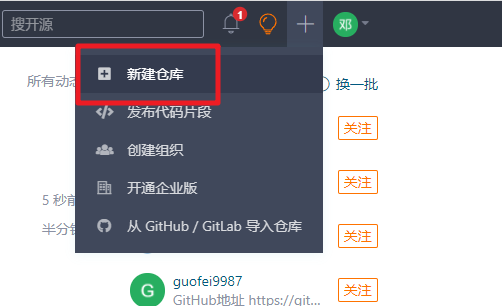 搜开源
1
邓
新建仓库
所有动态
换一批
发布代码片段
关注
创建组织
开通企业版
关注
5 秒前
从 GitHub / GitLab 导入仓库
半分钟
关注
G
guofei9987
GitHub地址 https://git...
关注